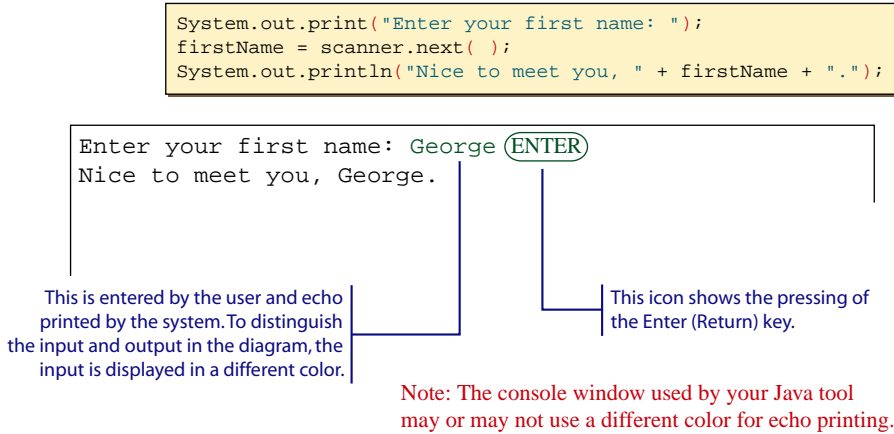 System.out.print("Enter your first name: ");
firstName = scanner.next( );
System.out.println("Nice to meet you, " + firstName + ".");
Enter your first name: George ENTER
Nice to meet you, George.
This is entered by the user and echo
printed by the system. To distinguish
the input and output in the diagram, the
input is displayed in a different color.
This icon shows the pressing of
the Enter (Return) key.
Note: The console window used by your Java tool
may or may not use a different color for echo printing.